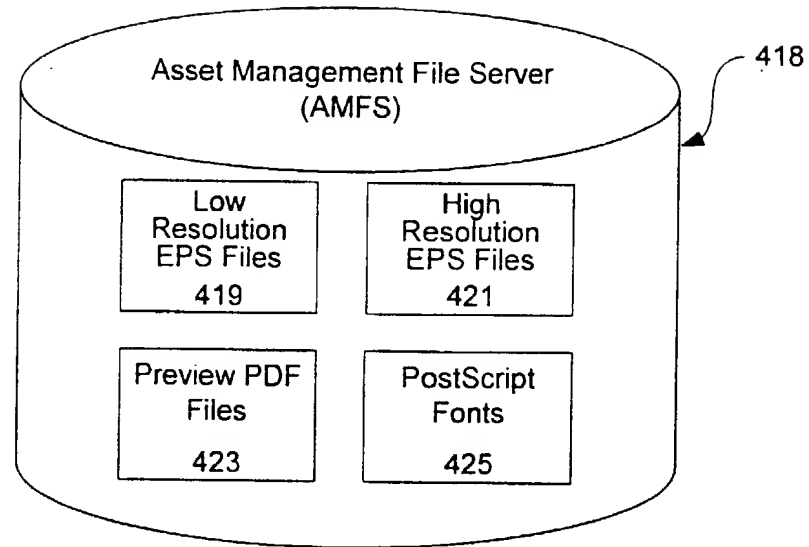 418
Asset Management File Server
(AMFS)
Low
Resolution
EPS Files
419
High
Resolution
EPS Files
421
Preview PDF
Files
423
PostScript
Fonts
425